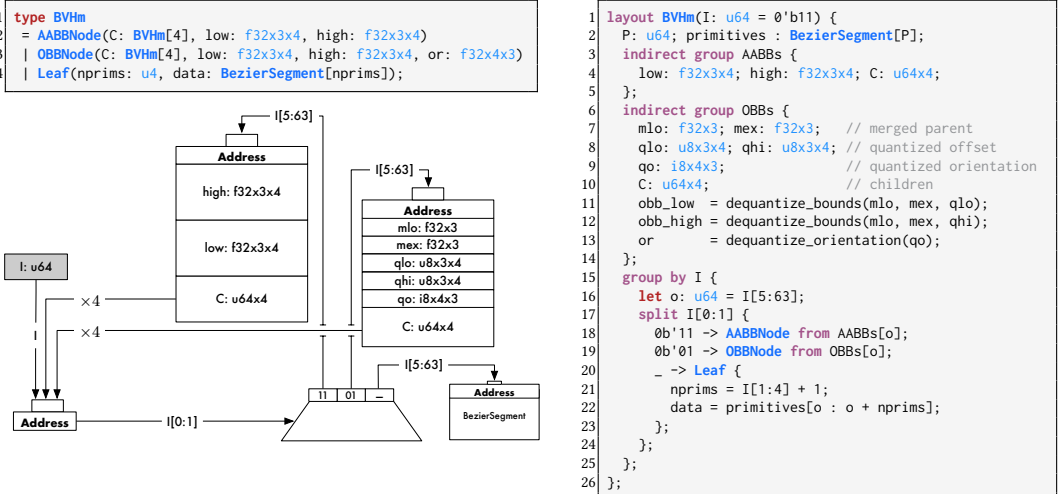 1 type BVHm
2 = AABBNode(C: BVHm[4], low: f32x3x4, high: f32x3x4)
3 | OBBNode(C: BVHm[4], low: f32x3x4, high: f32x3x4, or: f32x4x3)
4 | Leaf(nprims: u4, data: BezierSegment[nprims]);
I[5:63]
Address
high: f32x3x4
low: f32x3x4
C: u64x4
I[5:63]
Address
mlo: f32x3
mex: f32x3
qlo: u8x3x4
qhi: u8x3x4
qo: i8x4x3
C: u64x4
I: u64
×4
×4
I
I[5:63]
11 01 _
Address
BezierSegment
Address
I[0:1]
1 layout BVHm(I: u64 = 0'b11) {
2 P: u64; primitives : BezierSegment[P];
3 indirect group AABBs {
4 low: f32x3x4; high: f32x3x4; C: u64x4;
5 };
6 indirect group OBBs {
7 mlo: f32x3; mex: f32x3; // merged parent
8 qlo: u8x3x4; qhi: u8x3x4; // quantized offset
9 qo: i8x4x3; // quantized orientation
10 C: u64x4; // children
11 obb_low = dequantize_bounds(mlo, mex, qlo);
12 obb_high = dequantize_bounds(mlo, mex, qhi);
13 or = dequantize_orientation(qo);
14 };
15 group by I {
16 let o: u64 = I[5:63];
17 split I[0:1] {
18 0b'11 -> AABBNode from AABBs[o];
19 0b'01 -> OBBNode from OBBs[o];
20 _ -> Leaf {
21 nprims = I[1:4] + 1;
22 data = primitives[o : o + nprims];
23 };
24 };
25 };
26 };